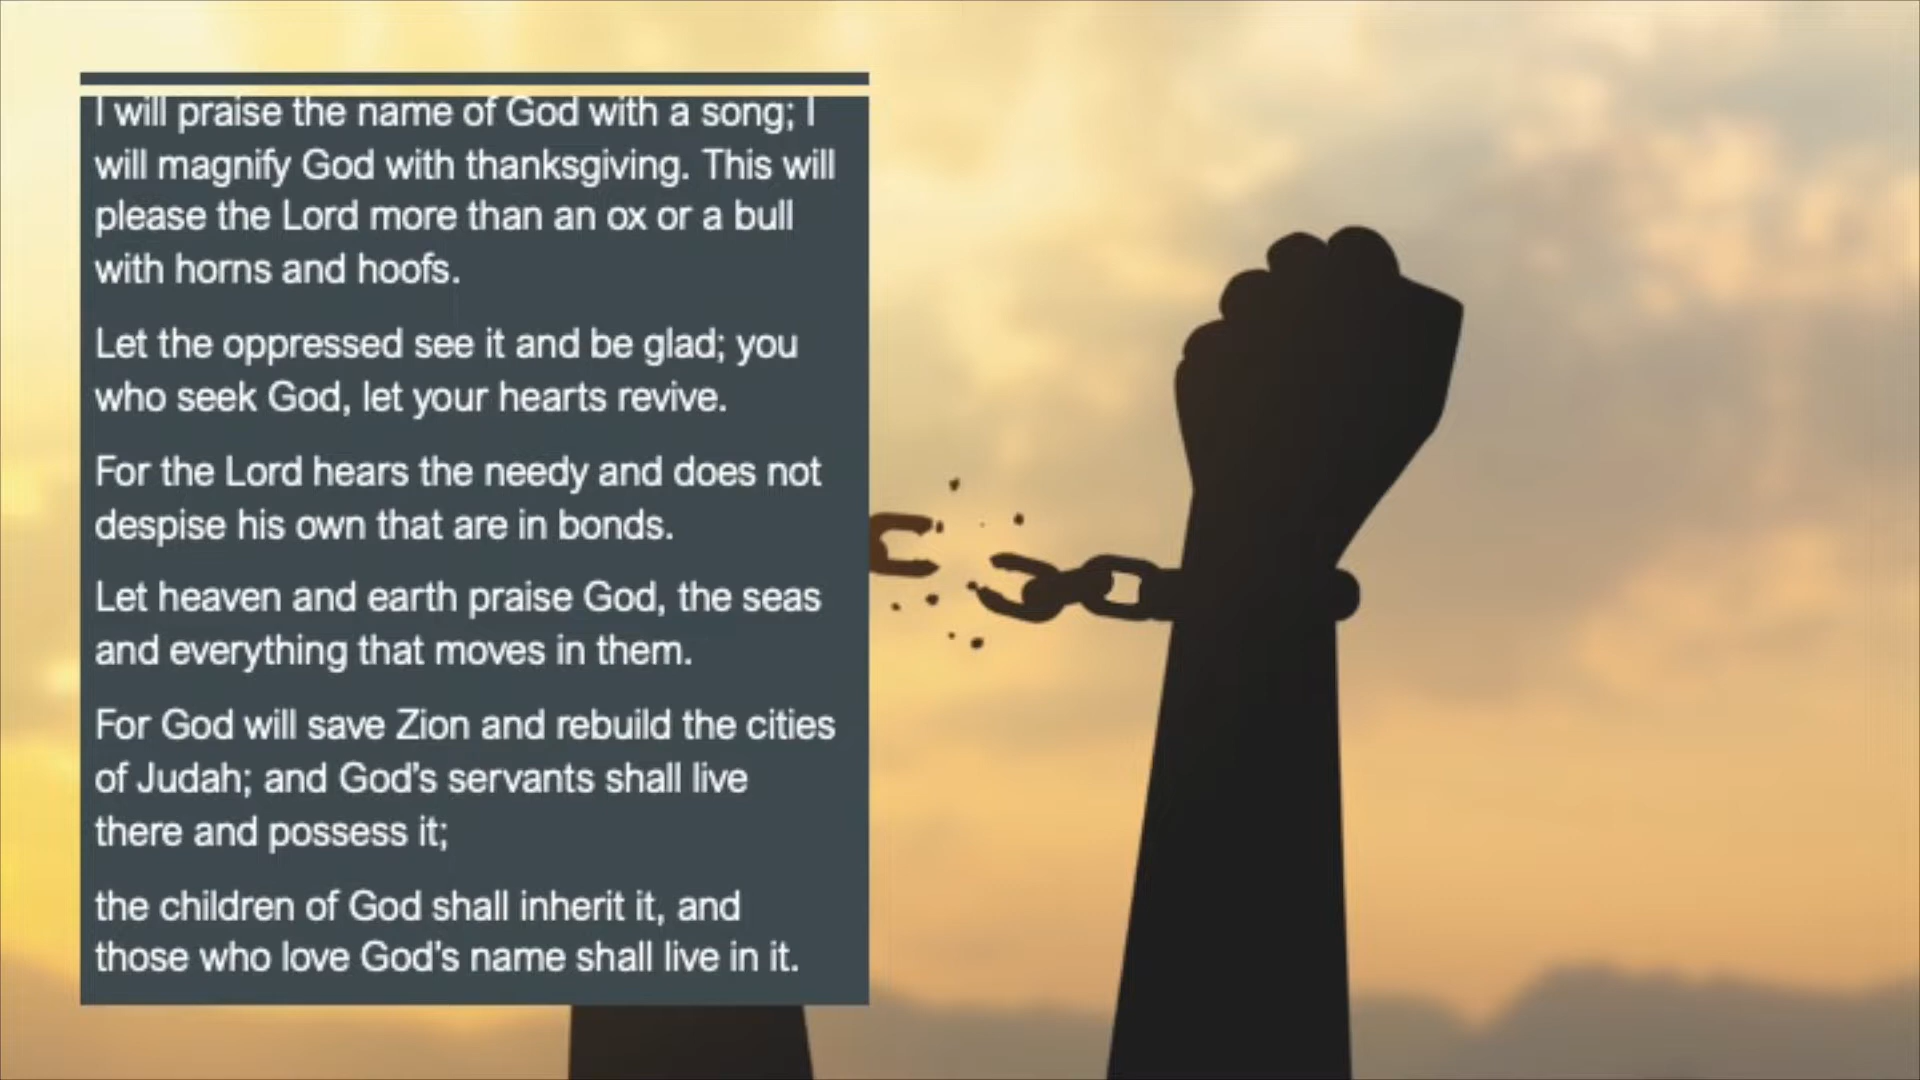 I will praise the name of God with a song; I
will magnify God with thanksgiving. This will
please the Lord more than an ox or a bull
with horns and hoofs.
Let the oppressed see it and be glad; you
who seek God, let your hearts revive.
For the Lord hears the needy and does not
despise his own that are in bonds.
Let heaven and earth praise God, the seas
and everything that moves in them.
For God will save Zion and rebuild the cities
of Judah; and God's servants shall live
there and possess it;
the children of God shall inherit it, and
those who love God's name shall live in it.